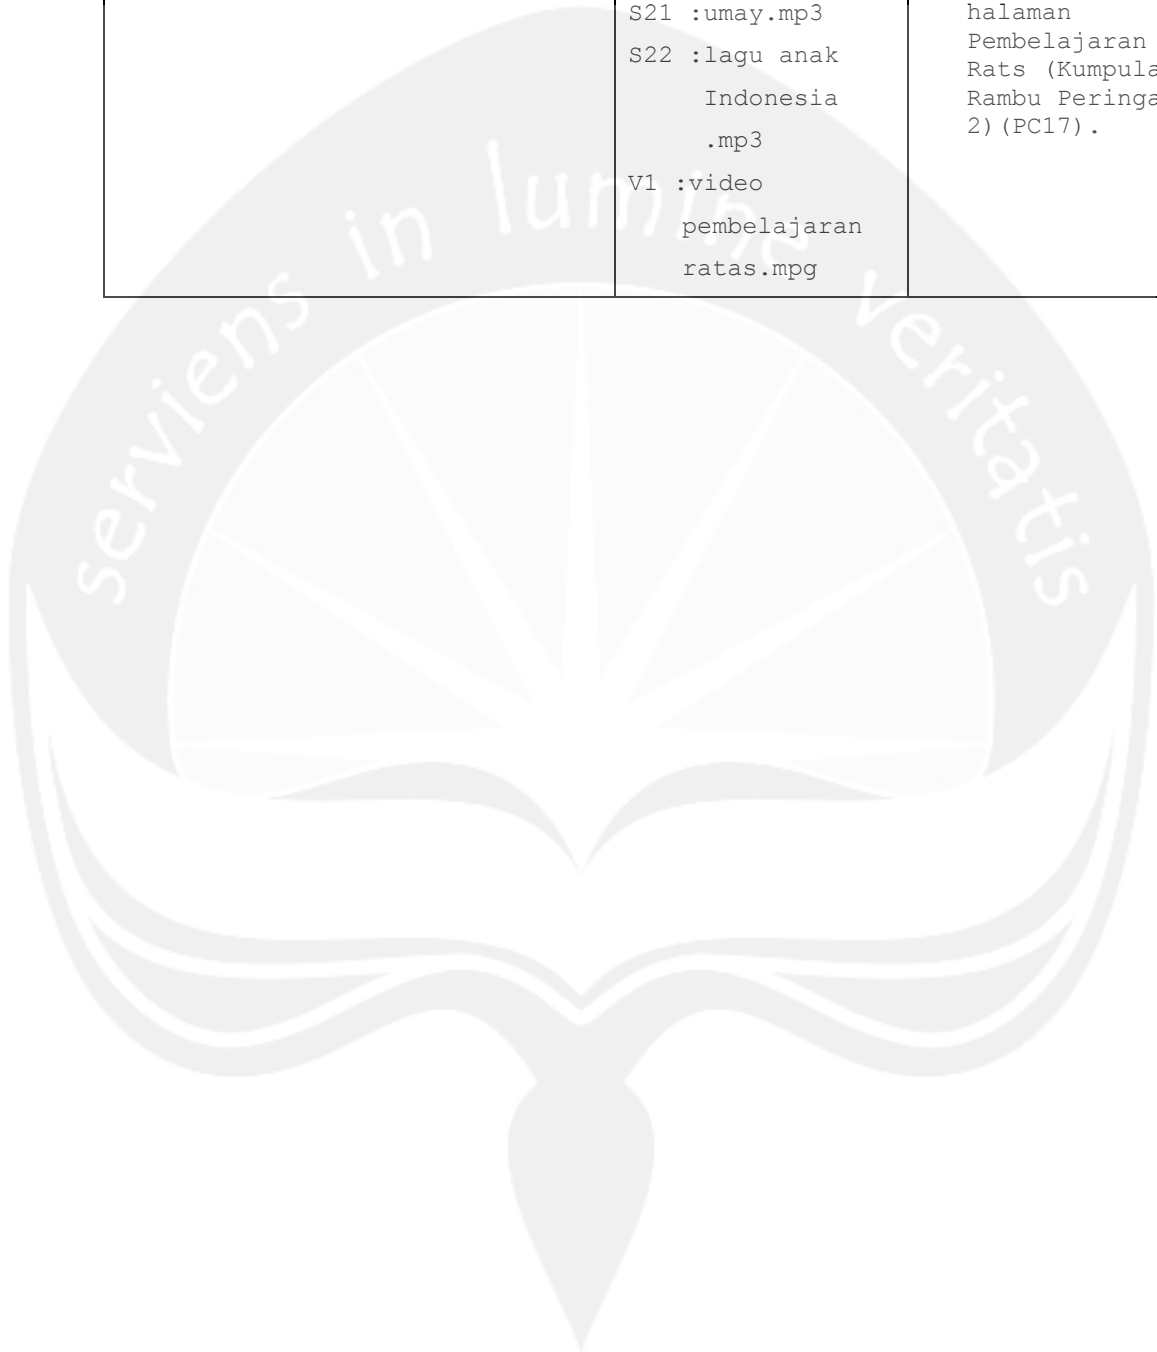 S21 :umay.mp3
S22 :lagu anak
Indonesia
.mp3
V1 :video
pembelajaran
ratas.mpg
halaman
Pembelajaran
Rats (Kumpula
Rambu Peringa
2)(PC17).
serviens in lumine veritatis